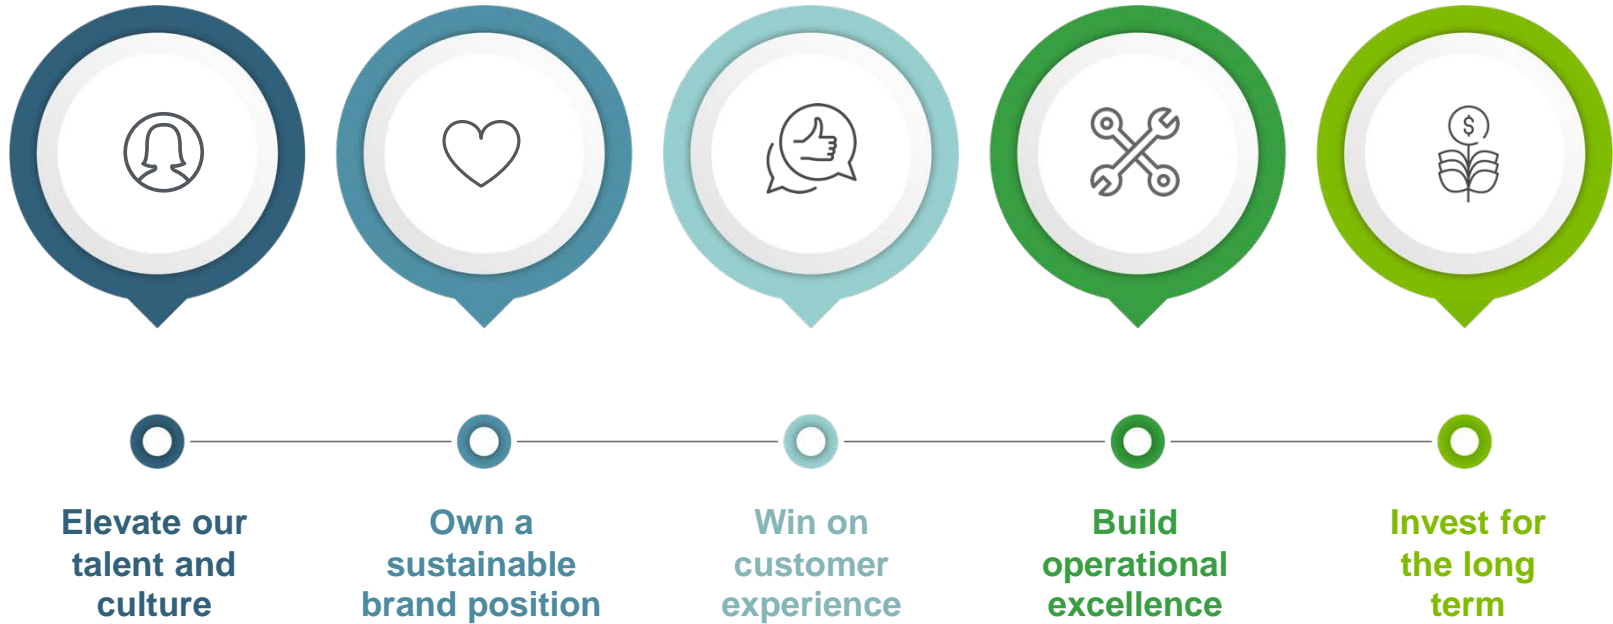 $
Elevate our
talent and
culture
Own a
sustainable
brand position
Win on
customer
experience
Build
operational
excellence
Invest for
the long
term